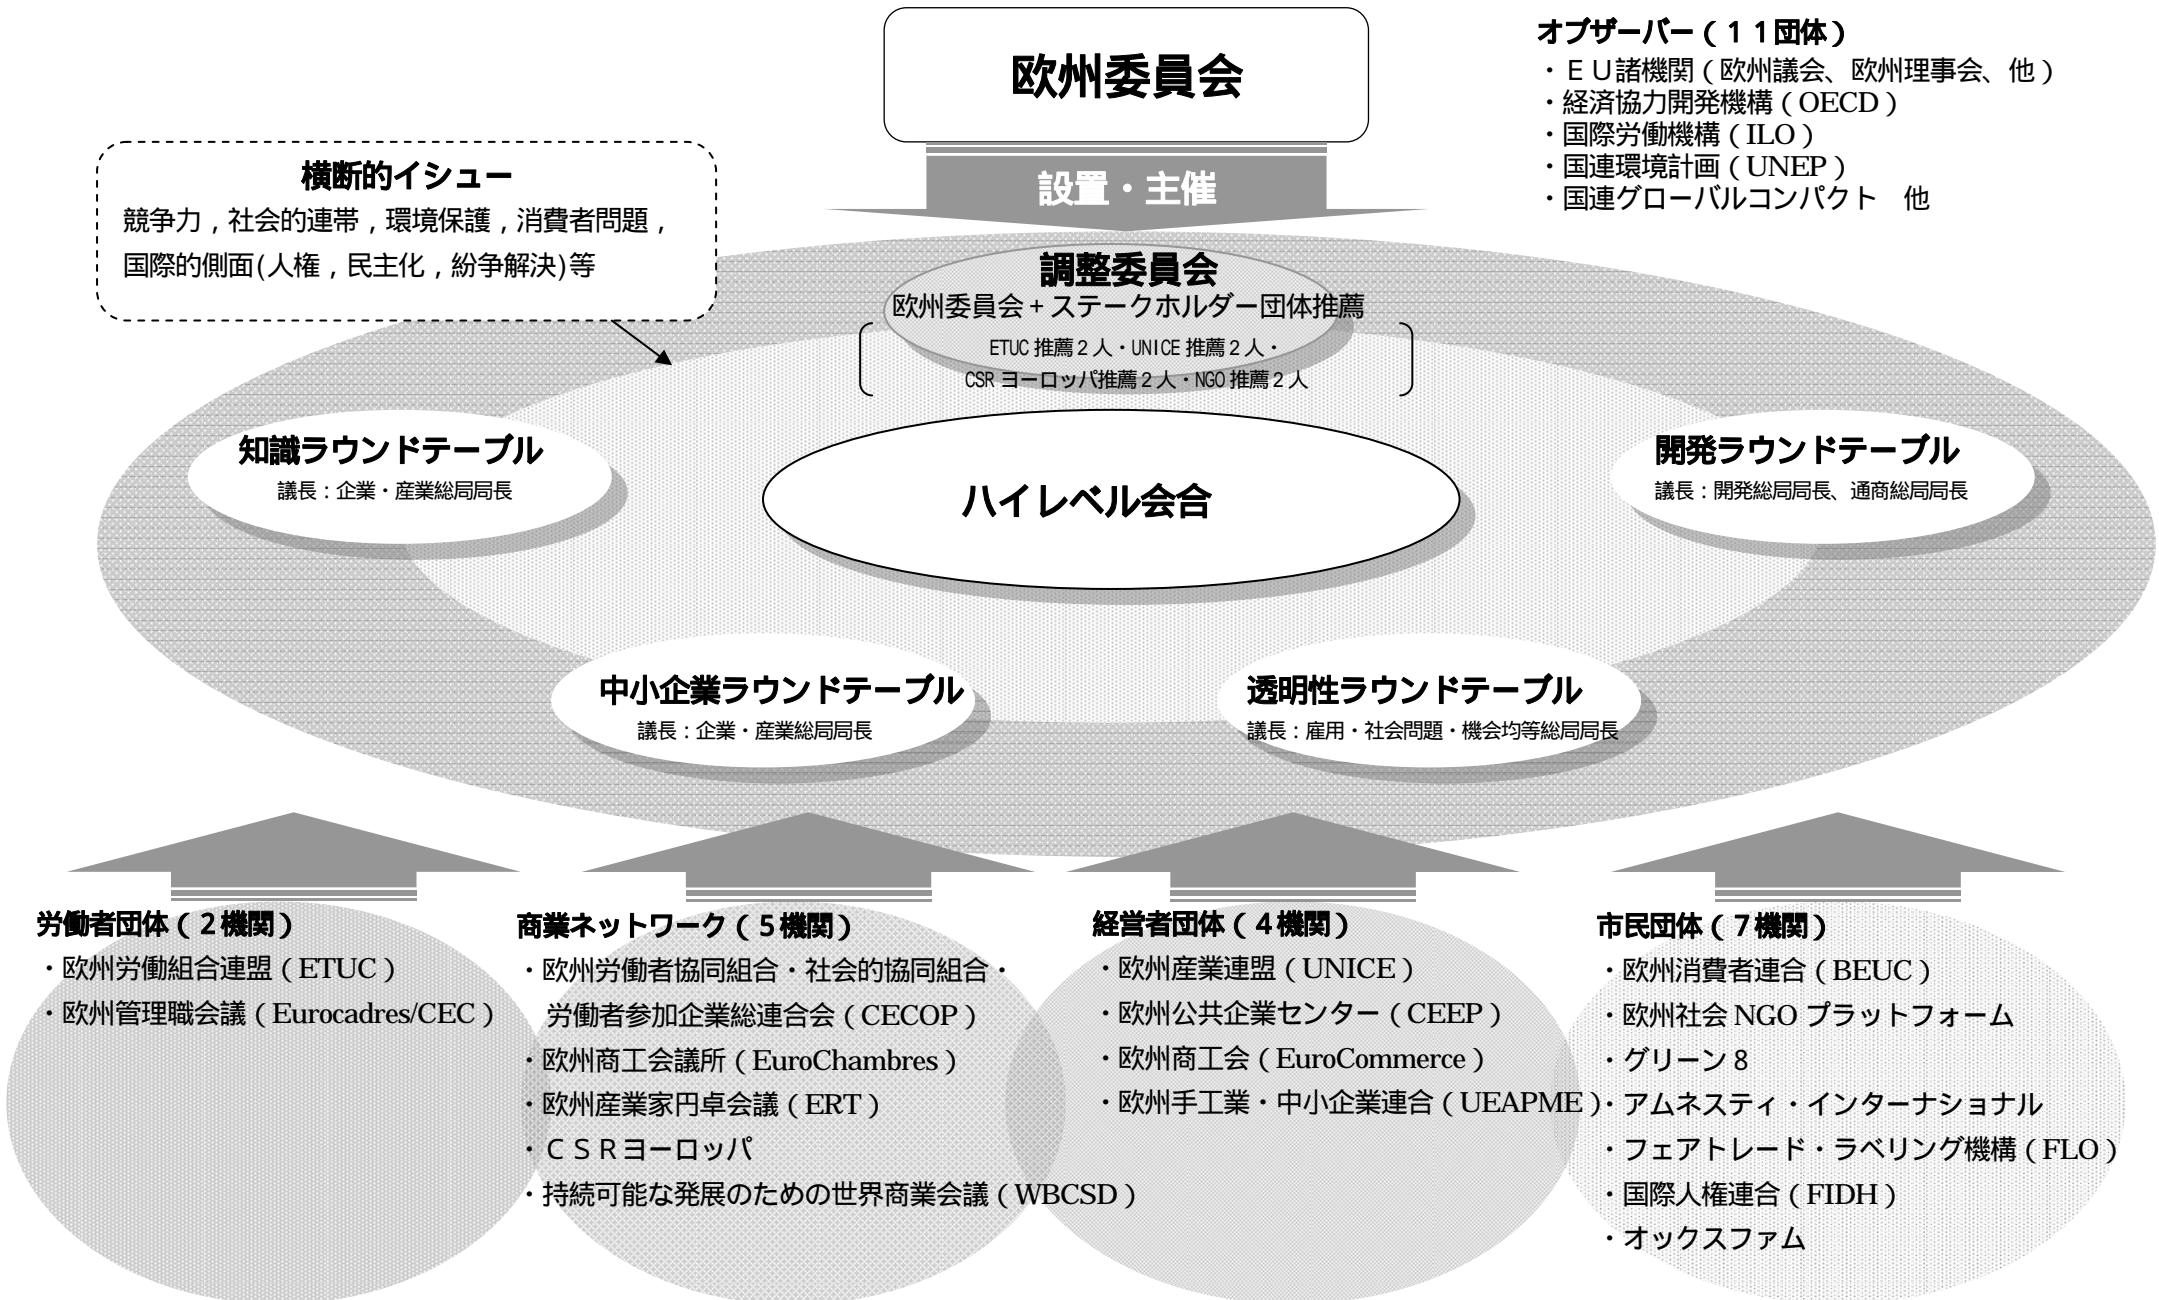 欧州委員会
設置・主催
オブザーバー（１１団体）
・ＥＵ諸機関（欧州議会、欧州理事会、他）
・経済協力開発機構（OECD）
・国際労働機構（ILO）
・国連環境計画（UNEP）
・国連グローバルコンパクト　他
横断的イシュー
競争力，社会的連帯，環境保護，消費者問題，
国際的側面(人権，民主化，紛争解決)等
調整委員会
欧州委員会＋ステークホルダー団体推薦
ETUC 推薦２人・UNICE 推薦２人・
CSR ヨーロッパ推薦２人・NGO 推薦２人
知識ラウンドテーブル
議長：企業・産業総局局長
ハイレベル会合
開発ラウンドテーブル
議長：開発総局局長、通商総局局長
中小企業ラウンドテーブル
議長：企業・産業総局局長
透明性ラウンドテーブル
議長：雇用・社会問題・機会均等総局局長
労働者団体（２機関）
・欧州労働組合連盟（ETUC）
・欧州管理職会議（Eurocadres/CEC）
商業ネットワーク（５機関）
・欧州労働者協同組合・社会的協同組合・
労働者参加企業総連合会（CECOP）
・欧州商工会議所（EuroChambres）
・欧州産業家円卓会議（ERT）
・ＣＳＲヨーロッパ
・持続可能な発展のための世界商業会議（WBCSD）
経営者団体（４機関）
・欧州産業連盟（UNICE）
・欧州公共企業センター（CEEP）
・欧州商工会（EuroCommerce）
・欧州手工業・中小企業連合（UEAPME）
市民団体（７機関）
・欧州消費者連合（BEUC）
・欧州社会 NGO プラットフォーム
・グリーン８
・アムネスティ・インターナショナル
・フェアトレード・ラベリング機構（FLO）
・国際人権連合（FIDH）
・オックスファム